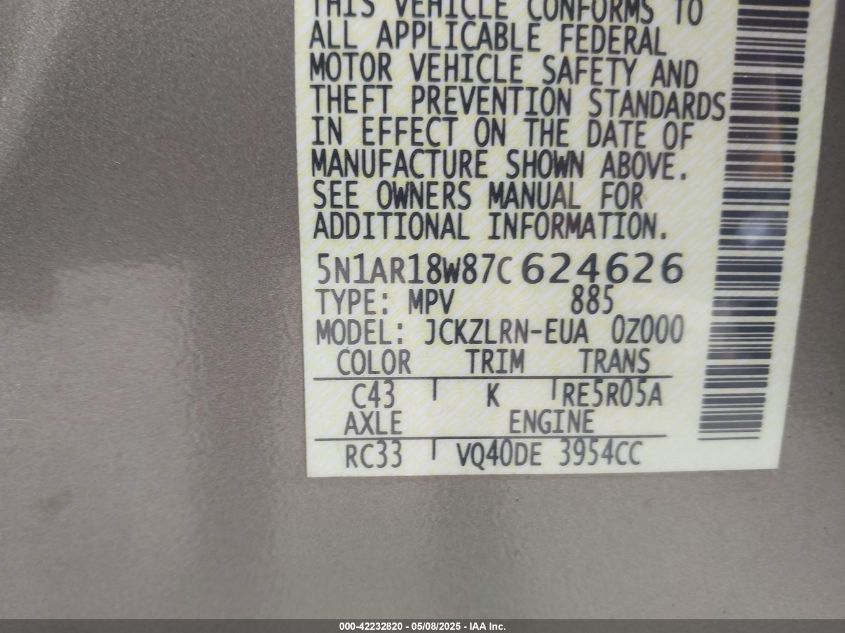 THIS VEHICLE CONFORMS TO
ALL APPLICABLE FEDERAL
MOTOR VEHICLE SAFETY AND
THEFT PREVENTION STANDARDS
IN EFFECT ON THE DATE OF
MANUFACTURE SHOWN ABOVE.
SEE OWNERS MANUAL FOR
ADDITIONAL INFORMATION.
5N1AR18W87C624626
TYPE: MPV 885
MODEL: JCKZLRN-EUA 0Z000
COLOR TRIM TRANS
C43 K RE5R05A
AXLE ENGINE
RC33 VQ40DE 3954CC
000-42232820 - 05/08/2025 - IAA Inc.